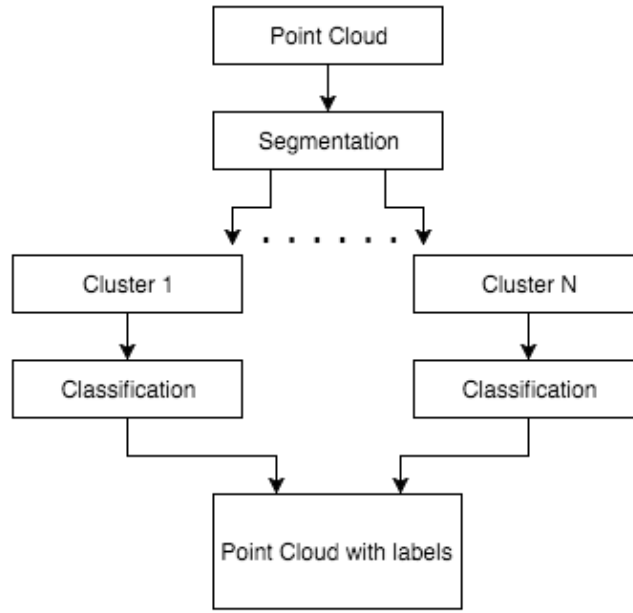 Point Cloud
Segmentation
. . . . . .
Cluster 1
Cluster N
Classification
Classification
Point Cloud with labels